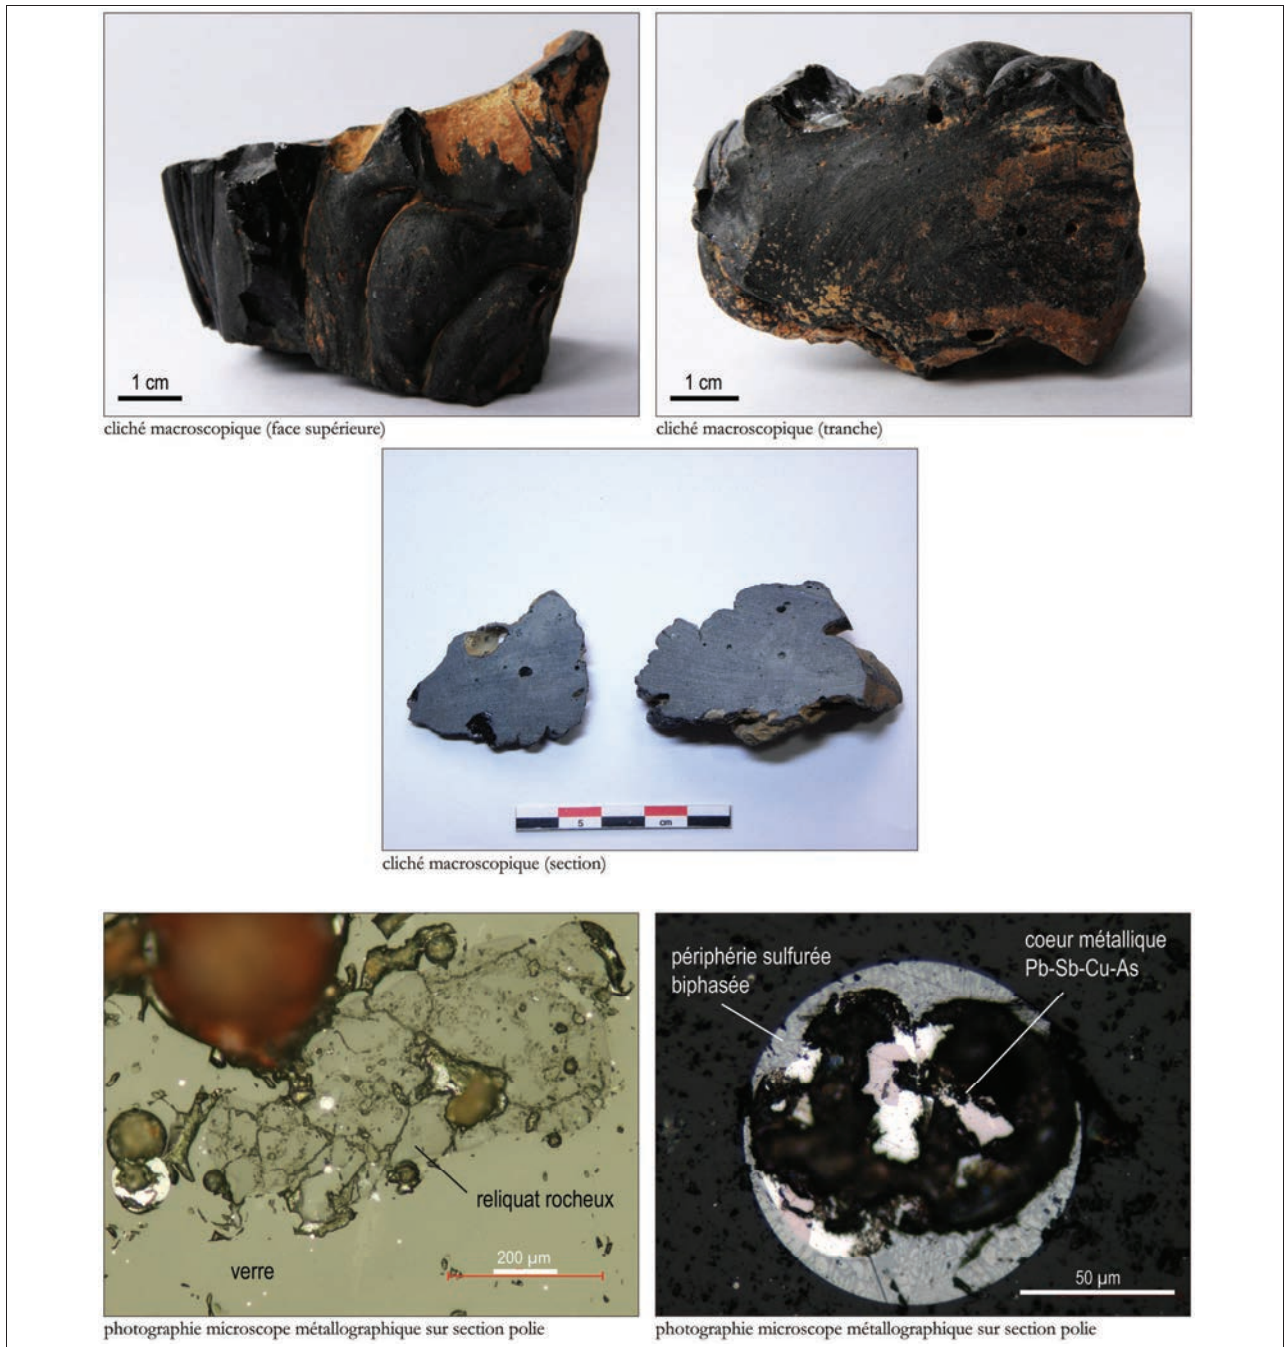 1 cm
cliché macroscopique (face supérieure)
1 cm
cliché macroscopique (tranche)
5
cm
cliché macroscopique (section)
reliquat rocheux
verre
200 µm
photographie microscope métallographique sur section polie
périphérie sulfurée
biphasée
coeur métallique
Pb-Sb-Cu-As
50 µm
photographie microscope métallographique sur section polie